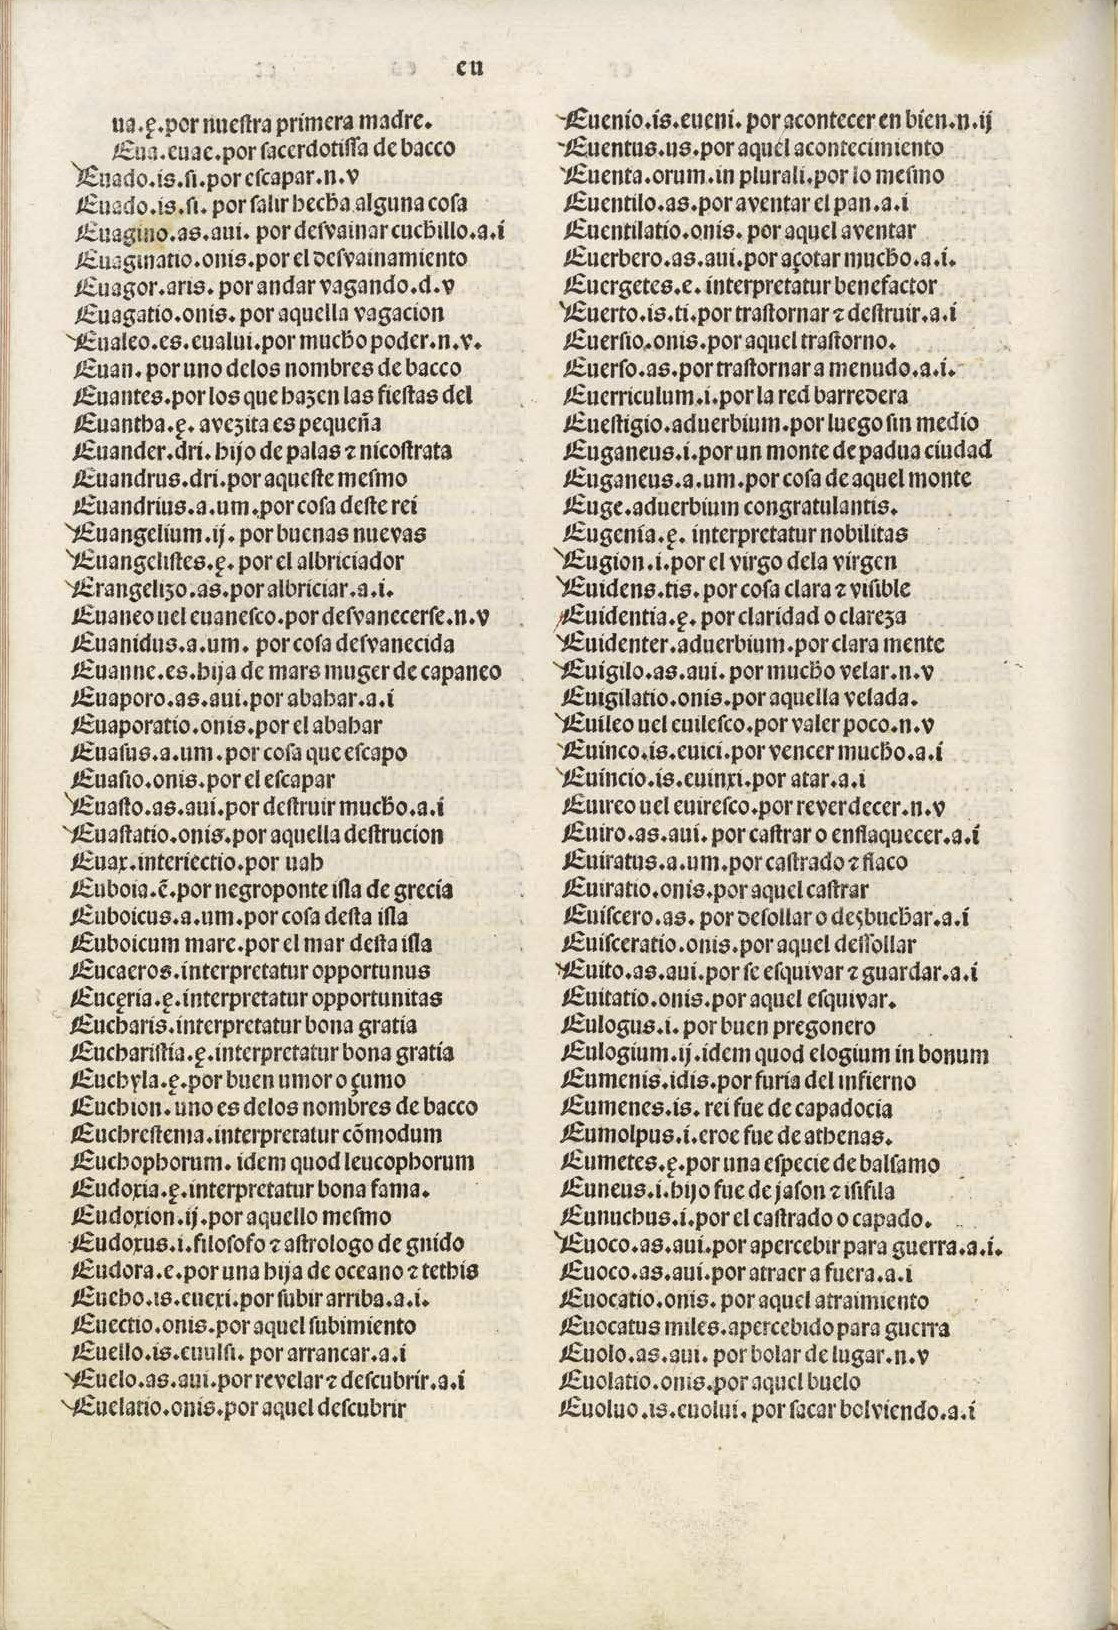 eu
ua.ę.por nuestra primera madre.
Eua.euae.por sacerdotissa de bacco
Euado.is.si.por escapar.n.v
Euado.is.si. por salir hecha alguna cosa
Euagino.as.aui. por desvainar cuchillo.a.i
Euaginatio.onis.por el desvainamiento
Euagor.aris. por andar vagando.d.v
Euagatio.onis. por aquella vagacion
Eualeo.es.eualui.por mucho poder.n.v.
Euan. por uno delos nombres de bacco
Euantes.por los que hazen las fiestas del
Euantha.ę. avezita es pequeña
Euander.dri. hijo de palas ⁊ nicostrata
Euandrus.dri.por aqueste mesmo
Euandrius.a.um.por cosa deste rei
Euangelium.ij. por buenas nuevas
Euangelistes.ę. por el albriciador
Erangelizo.as.por albriciar.a.i.
Euaneo uel euanesco.por desvanecerse.n.v
Euanidus.a.um. por cosa desvanecida
Euanne.es.hija de mars muger de capaneo
Euaporo.as.aui.por abahar.a.i
Euaporatio.onis.por el abahar
Euasus.a.um.por cosa que escapo
Euasio.onis.por el escapar
Euasto.as.aui.por destruir mucho.a.i
Euastatio.onis.por aquella destrucion
Euax.interiectio.por uah
Euboia.ę̃.por negroponte isla de grecia
Euboicus.a.um.por cosa desta isla
Euboicum mare.por el mar desta isla
Eucaeros.interpretatur opportunus
Eucęria.ę.interpretatur opportunitas
Eucharis.interpretatur bona gratia
Eucharistia.ę.interpretatur bona gratia
Euchyla.ę.por buen umor o çumo
Euchion.uno es delos nombres de bacco
Euchrestema.interpretatur cõmodum
Euchophorum. idem quod leucophorum
Eudoxia.ę.interpretatur bona fama.
Eudoxion.ij.por aquello mesmo
Eudoxus.i.filosofo ⁊ astrologo de gnido
Eudora.e.por una hija de oceano ⁊ tethis
Eueho.is.euexi.por subir arriba.a.i.
Euectio.onis.por aquel subimiento
Euello.is.euulsi. por arrancar.a.i
Euelo.as.aui.por revelar ⁊ descubrir.a.i
Euelatio.onis.por aquel descubrir
Euenio.is.eueni. por acontecer en bien.n.ij
Euentus.us.por aquel acontecimiento
Euenta.orum.in plurali.por lo mesmo
Euentilo.as.por aventar el pan.a.i
Euentilatio.onis. por aquel aventar
Euerbero.as.aui.por açotar mucho.a.i.
Euergetes.e. interpretatur benefactor
Euerto.is.ti.por trastornar ⁊ destruir.a.i
Euersio.onis.por aquel trastorno.
Euerso.as.por trastornar a menudo.a.i.
Euerriculum.i.por la red barredera
Euestigio.aduerbium.por luego sin medio
Euganeus.i.por un monte de padua ciudad
Euganeus.a.um.por cosa de aquel monte
Euge.aduerbium congratulantis.
Eugenia.ę. interpretatur nobilitas
Eugion.i.por el virgo dela virgen
Euidens.tis.por cosa clara ⁊ visible
Euidentia.ę.por claridad o clareza
Euidenter.aduerbium.por clara mente
Euigilo.as.aui.por mucho velar.n.v
Euigilatio.onis.por aquella velada.
Euileo uel euilesco.por valer poco.n.v
Euinco.is.euici.por vencer mucho.a.i
Euincio.is.euinxi.por atar.a.i
Euireo uel euiresco.por reverdecer.n.v
Euiro.as.aui. por castrar o enflaquecer.a.i
Euiratus.a.um.por castrado ⁊ flaco
Euiratio.onis.por aquel castrar
Euiscero.as. por desollar o dezbuchar.a.i
Euisceratio.onis.por aquel dessollar
Euito.as.aui.por se esquivar ⁊ guardar.a.i
Euitatio.onis.por aquel esquivar.
Eulogus.i.por buen pregonero
Eulogium.ij.idem quod elogium in bonum
Eumenis.idis.por furia del infierno
Eumenes.is. rei fue de capadocia
Eumolpus.i.eroe fue de athenas.
Eumetes.ę.por una especie de balsamo
Euneus.i.hijo fue de jason ⁊ isifila
Eunuchus.i.por el castrado o capado.
Euoco.as.aui.por apercebir para guerra.a.i.
Euoco.as.aui.por atraer a fuera.a.i
Euocatio.onis. por aquel atraimiento
Euocatus miles.apercebido para guerra
Euolo.as.aui. por bolar de lugar.n.v
Euolatio.onis.por aquel buelo
Euoluo.is.euolui. por sacar bolviendo.a.i